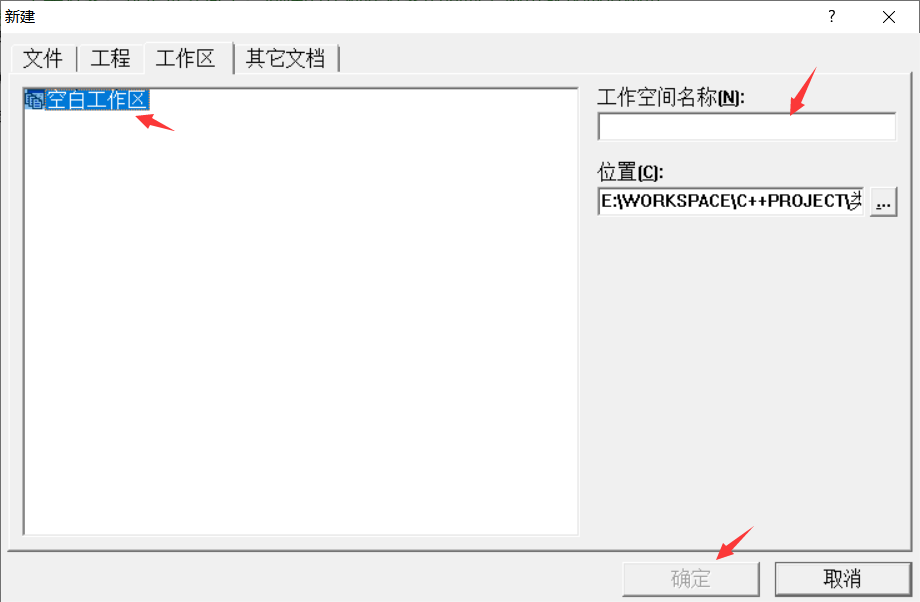 新建
?
文件 工程 工作区 其它文档
空白工作区
工作空间名称(N):
位置(C):
E:\WORKSPACE\C++PROJECT\
...
确定 取消